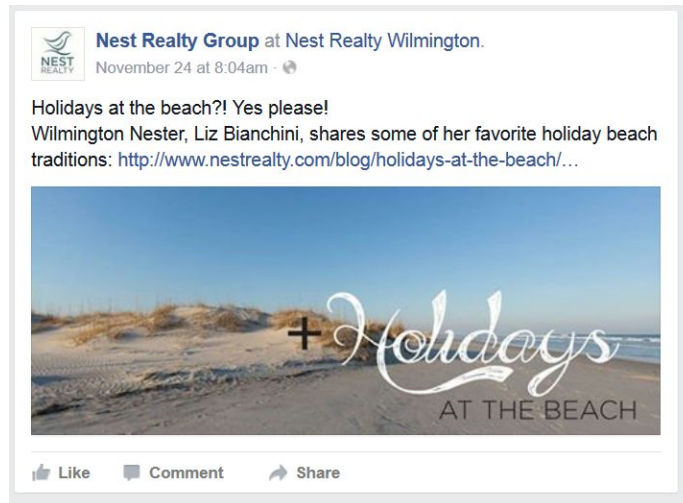 NEST
REALTY
Nest Realty Group at Nest Realty Wilmington.
November 24 at 8:04am ·
Holidays at the beach?! Yes please!
Wilmington Nester, Liz Bianchini, shares some of her favorite holiday beach
traditions: http://www.nestrealty.com/blog/holidays-at-the-beach/…
+Holidays
AT THE BEACH
Like Comment Share